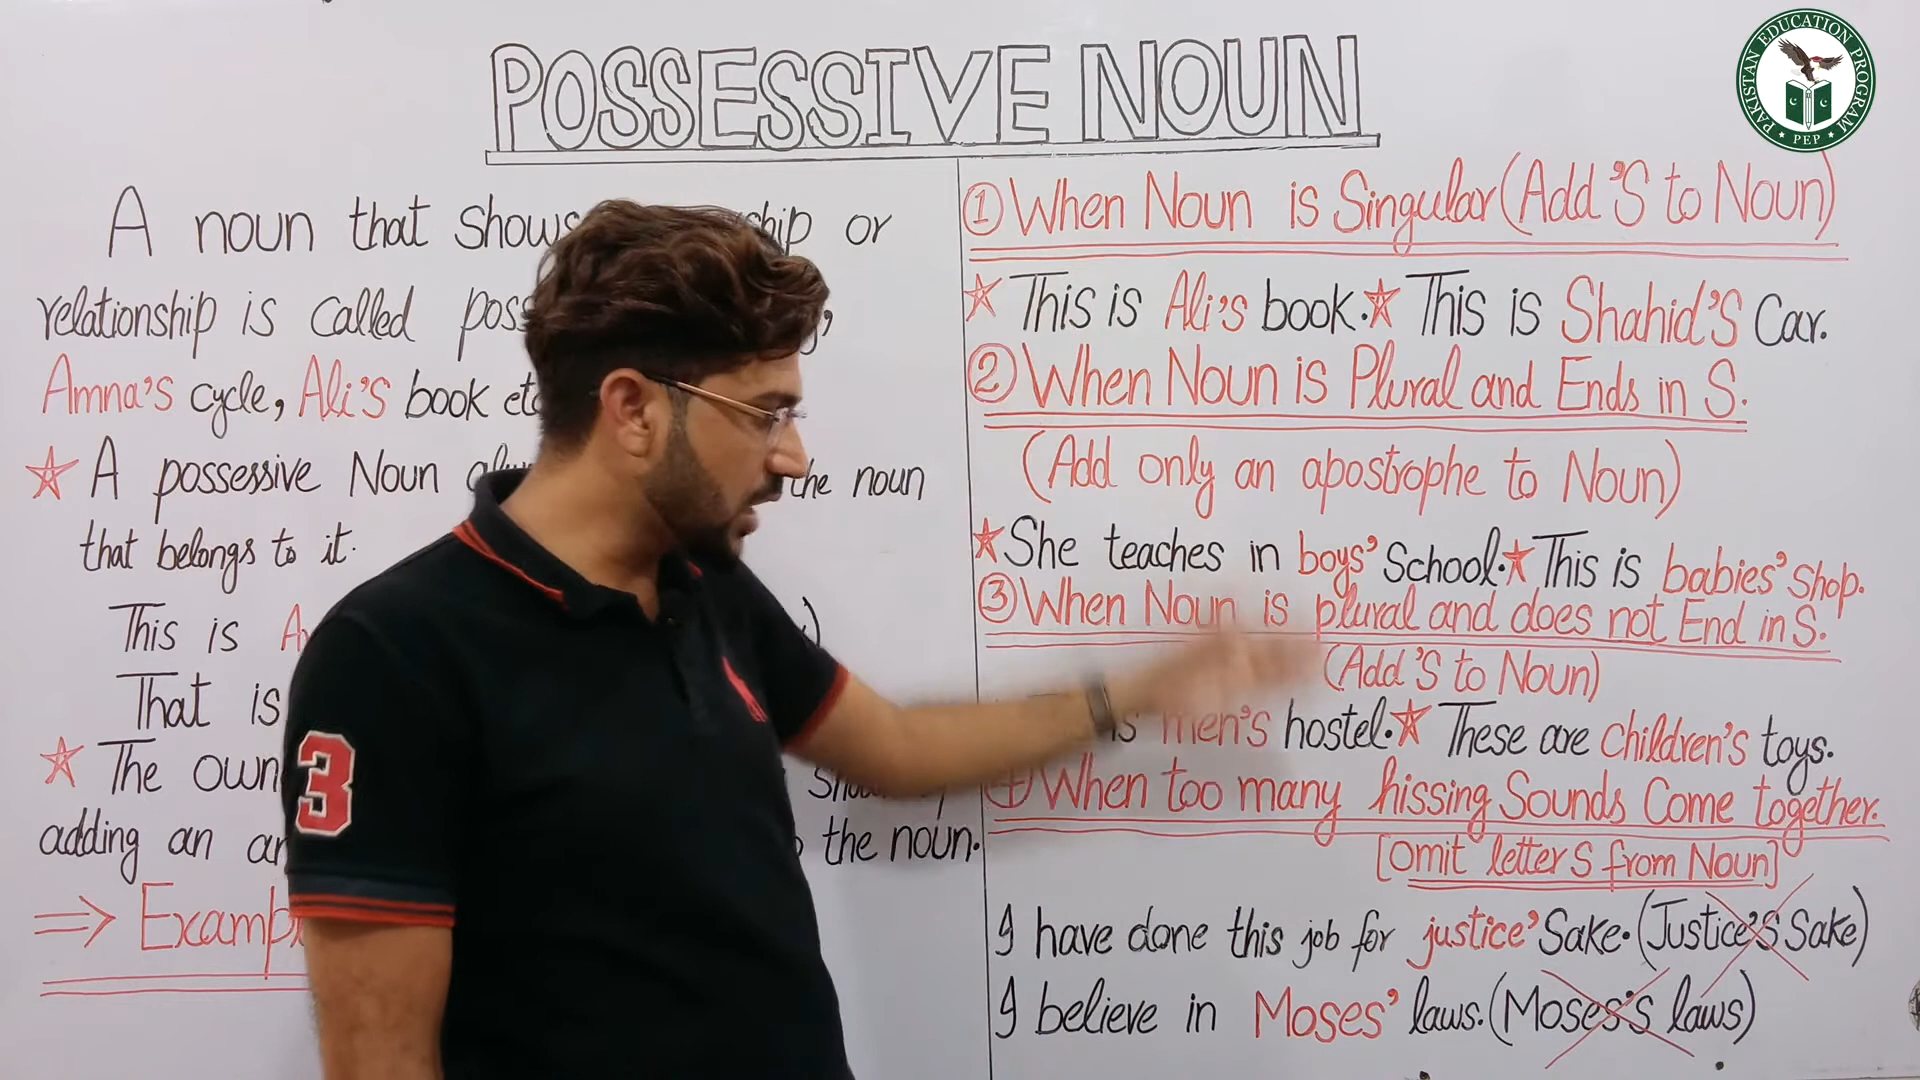 POSSESSIVE NOUN
PAKISTAN EDUCATION PROGRAM
PEP
A noun that shows or
relationship is called
Amna's cycle, Ali's book etc
A possessive Noun the noun
that belongs to it.
This is
That is
The
adding an the noun.
⇒
3
① When Noun is Singular (Add 'S to Noun)
This is Ali's book. This is Shahid'S Car.
② When Noun is Plural and Ends in S.
(Add only an apostrophe to Noun)
She teaches in boys' School. This is babies' shop.
③ When Noun is plural and does not End in S.
(Add 'S to Noun)
is men's hostel. These are children's toys.
When too many hissing Sounds Come together.
[omit letter S from Noun]
I have done this job for justice' Sake. (Justice'S Sake)
I believe in Moses' laws. (Moses's laws)